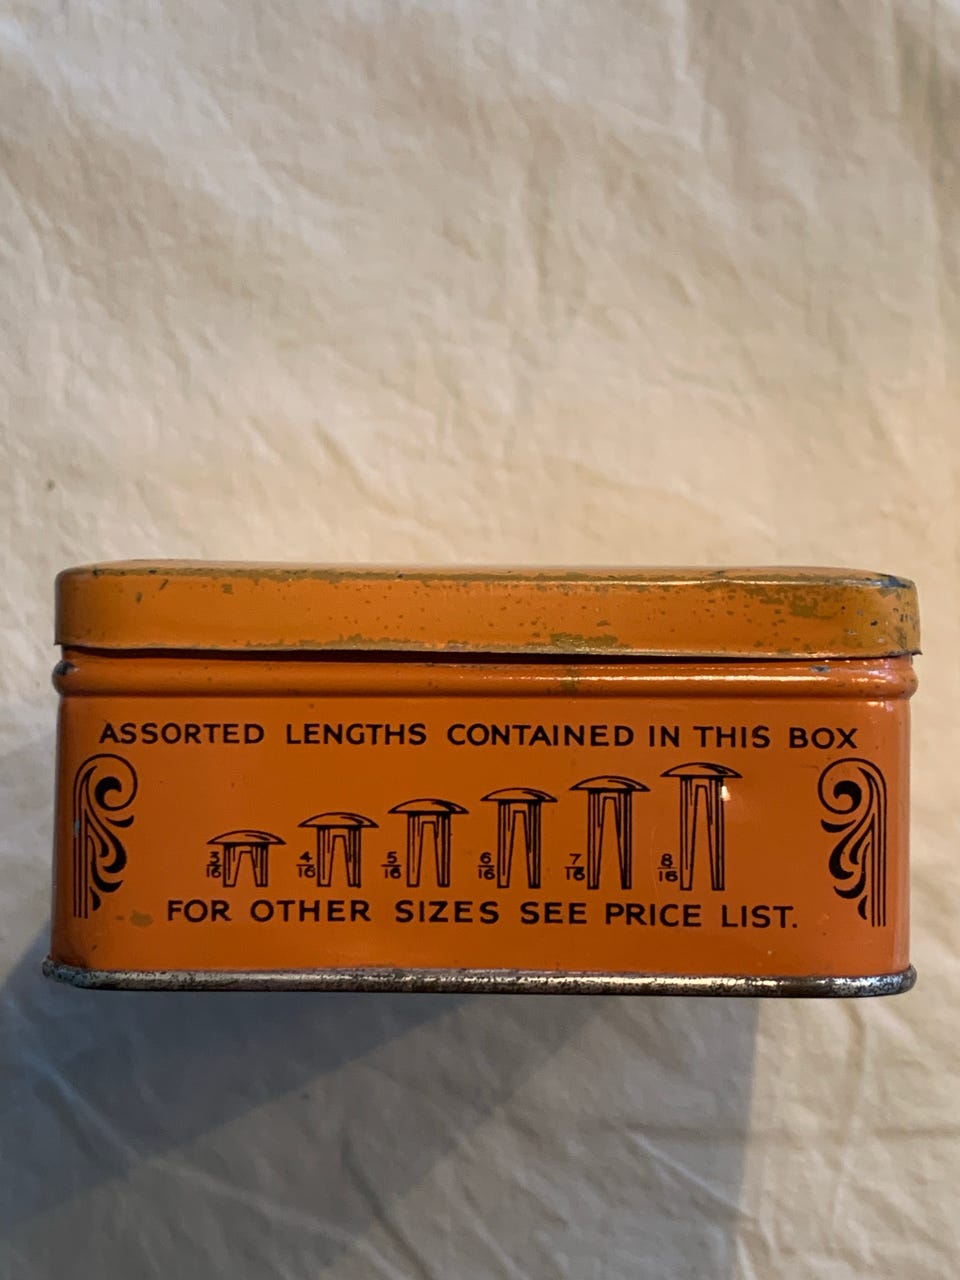 ASSORTED LENGTHS CONTAINED IN THIS BOX
3/16 4/16 5/16 6/16 7/16 8/16
FOR OTHER SIZES SEE PRICE LIST.